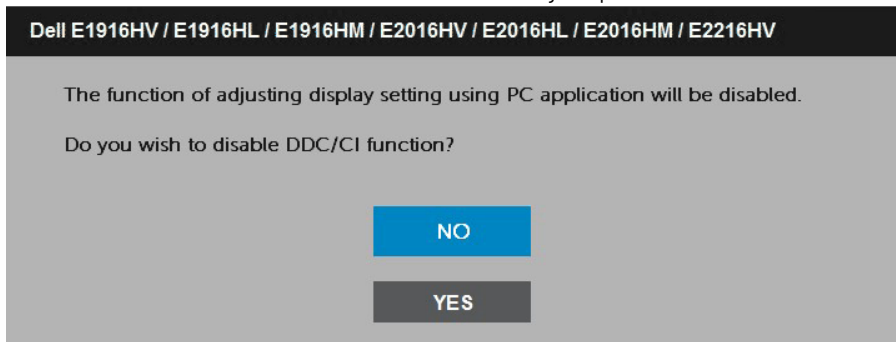 Dell E1916HV / E1916HL / E1916HM / E2016HV / E2016HL / E2016HM / E2216HV
The function of adjusting display setting using PC application will be disabled.
Do you wish to disable DDC/CI function?
NO
YES